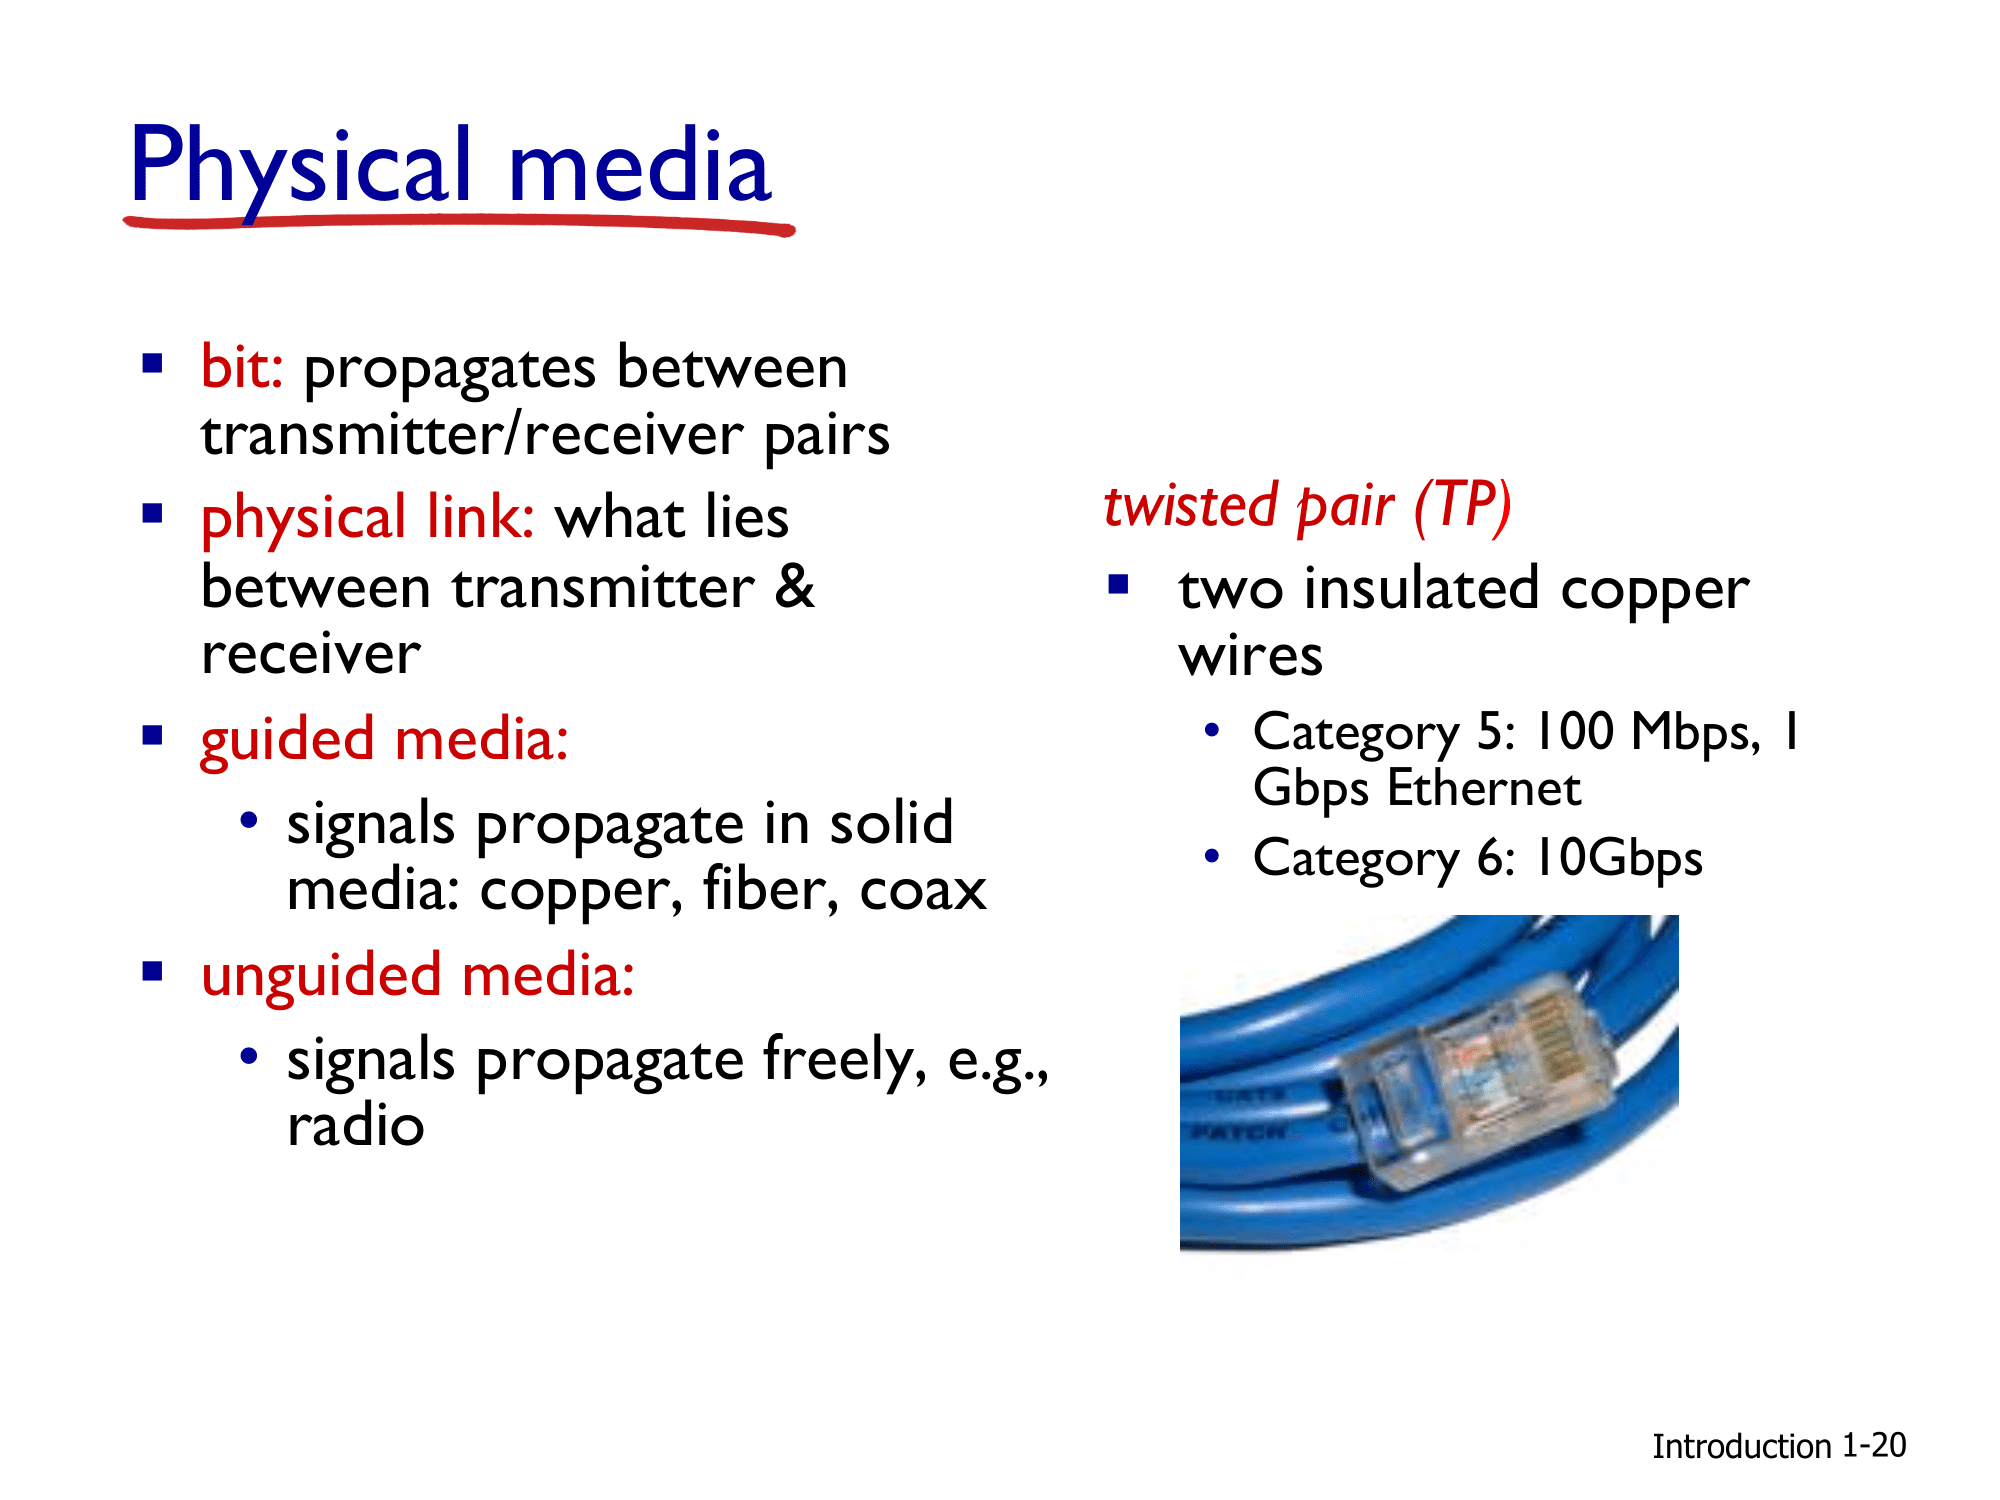 Physical media
▪ bit: propagates between
transmitter/receiver pairs
▪ physical link: what lies
between transmitter &
receiver
▪ guided media:
• signals propagate in solid
media: copper, fiber, coax
▪ unguided media:
• signals propagate freely, e.g.,
radio
twisted pair (TP)
▪ two insulated copper
wires
• Category 5: 100 Mbps, 1
Gbps Ethernet
• Category 6: 10Gbps
PATCH
Introduction 1-20